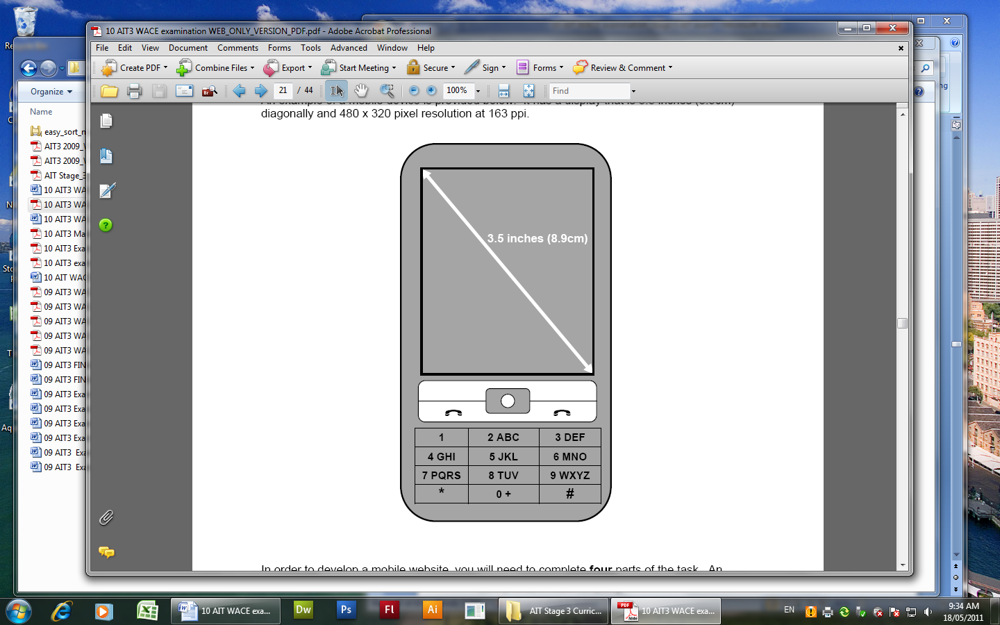 10 AIT3 WACE examination WEB_ONLY_VERSION_PDF.pdf - Adobe Acrobat Professional
File Edit View Document Comments Forms Tools Advanced Window Help
Create PDF Combine Files Export Start Meeting Secure Sign Forms Review & Comment
21 / 44 100% Find
Organize
Name
easy_sort_n
AIT3 2009_
AIT3 2009_
AIT Stage_3
10 AIT3 WA
10 AIT3 WA
10 AIT3 WA
10 AIT3 Ma
10 AIT3 Exa
10 AIT3 exa
10 AIT WAC
09 AIT3 WA
09 AIT3 WA
09 AIT3 WA
09 AIT3 WA
09 AIT3 WA
09 AIT3 FIN
09 AIT3 FIN
09 AIT3 Exa
09 AIT3 Exa
09 AIT3 Exa
09 AIT3 Exa
09 AIT3 Exa
09 AIT3 Exa
diagonally and 480 x 320 pixel resolution at 163 ppi.
3.5 inches (8.9cm)
1 2 ABC 3 DEF
4 GHI 5 JKL 6 MNO
7 PQRS 8 TUV 9 WXYZ
* 0 + #
In order to develop a mobile website, you will need to complete four parts of the task. An
10 AIT WACE exa... Dw Ps Fl Ai AIT Stage 3 Curric... PDF 10 AIT3 WACE exa... EN 9:34 AM
18/05/2011